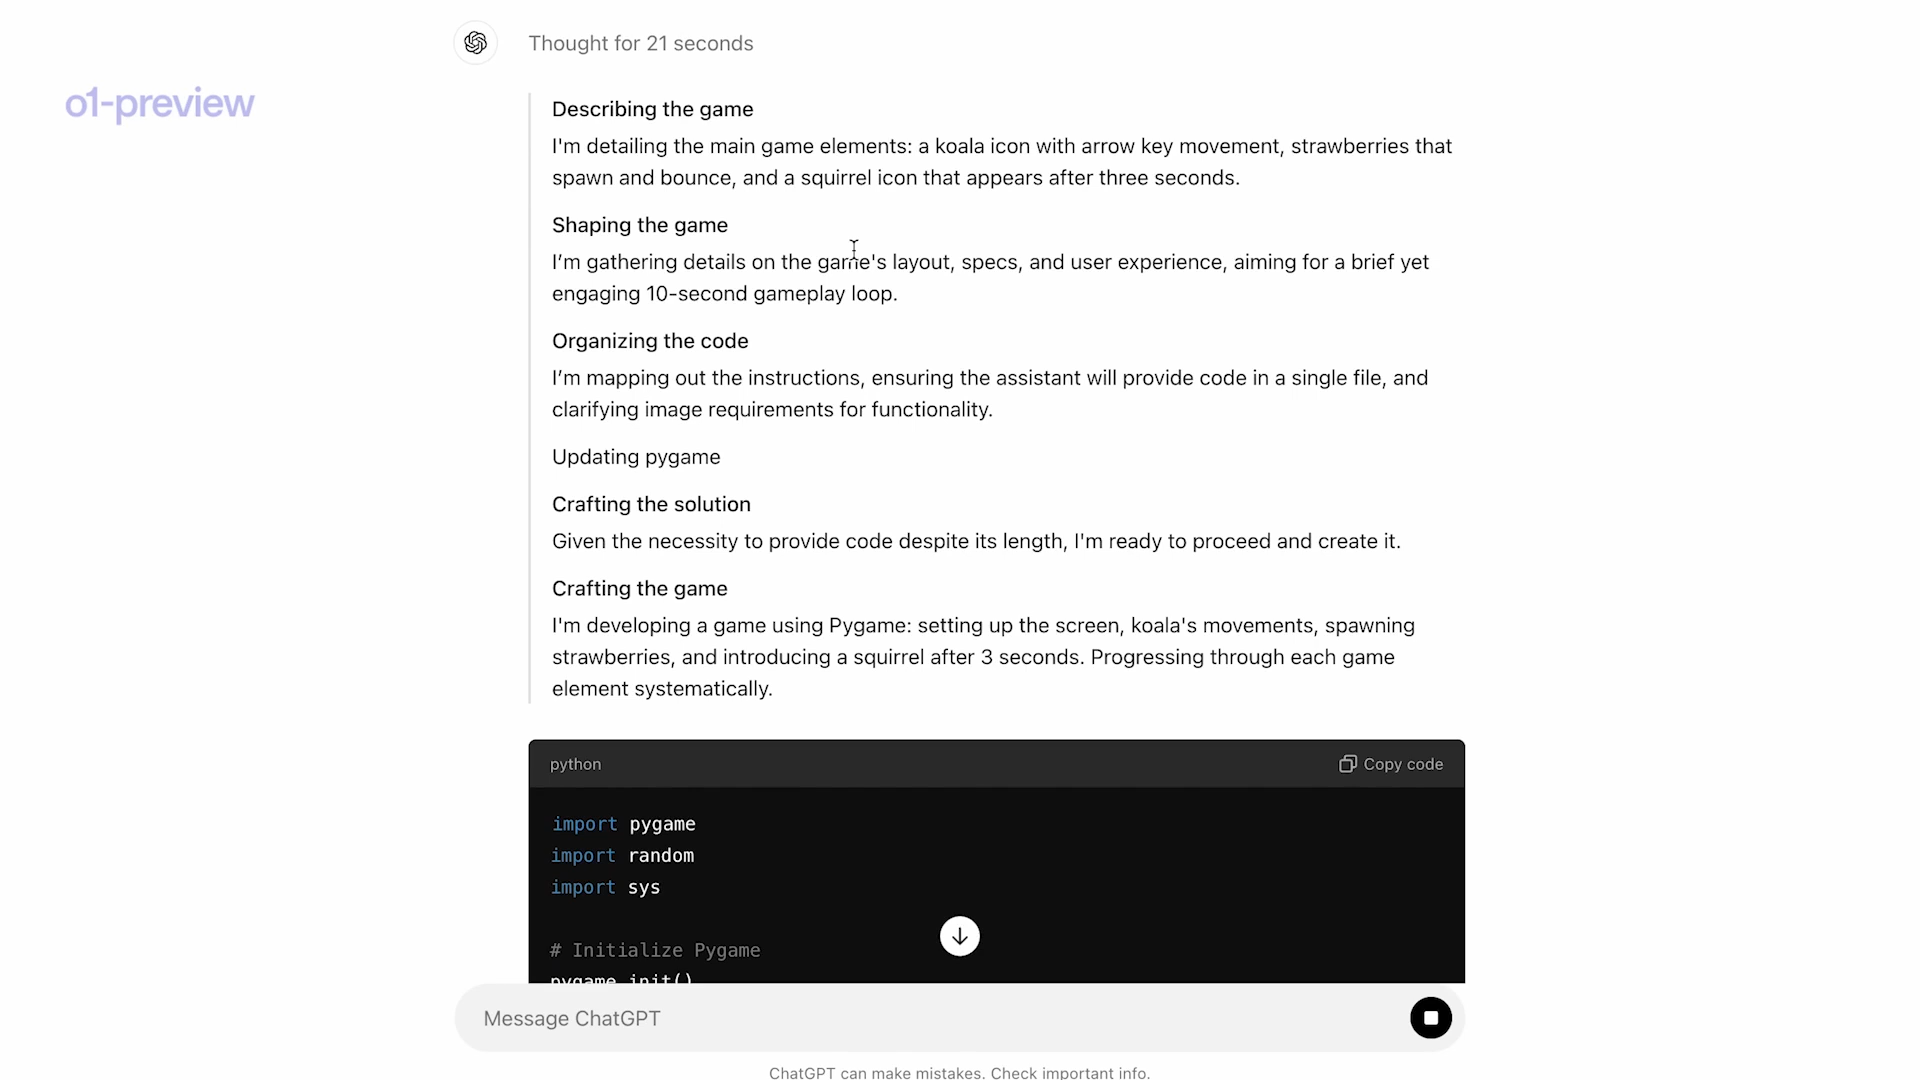 Thought for 21 seconds
o1-preview
Describing the game
I'm detailing the main game elements: a koala icon with arrow key movement, strawberries that
spawn and bounce, and a squirrel icon that appears after three seconds.
Shaping the game
I’m gathering details on the game's layout, specs, and user experience, aiming for a brief yet
engaging 10-second gameplay loop.
Organizing the code
I’m mapping out the instructions, ensuring the assistant will provide code in a single file, and
clarifying image requirements for functionality.
Updating pygame
Crafting the solution
Given the necessity to provide code despite its length, I'm ready to proceed and create it.
Crafting the game
I'm developing a game using Pygame: setting up the screen, koala's movements, spawning
strawberries, and introducing a squirrel after 3 seconds. Progressing through each game
element systematically.
python
Copy code
import pygame
import random
import sys
# Initialize Pygame
pygame.init()
Message ChatGPT
ChatGPT can make mistakes. Check important info.